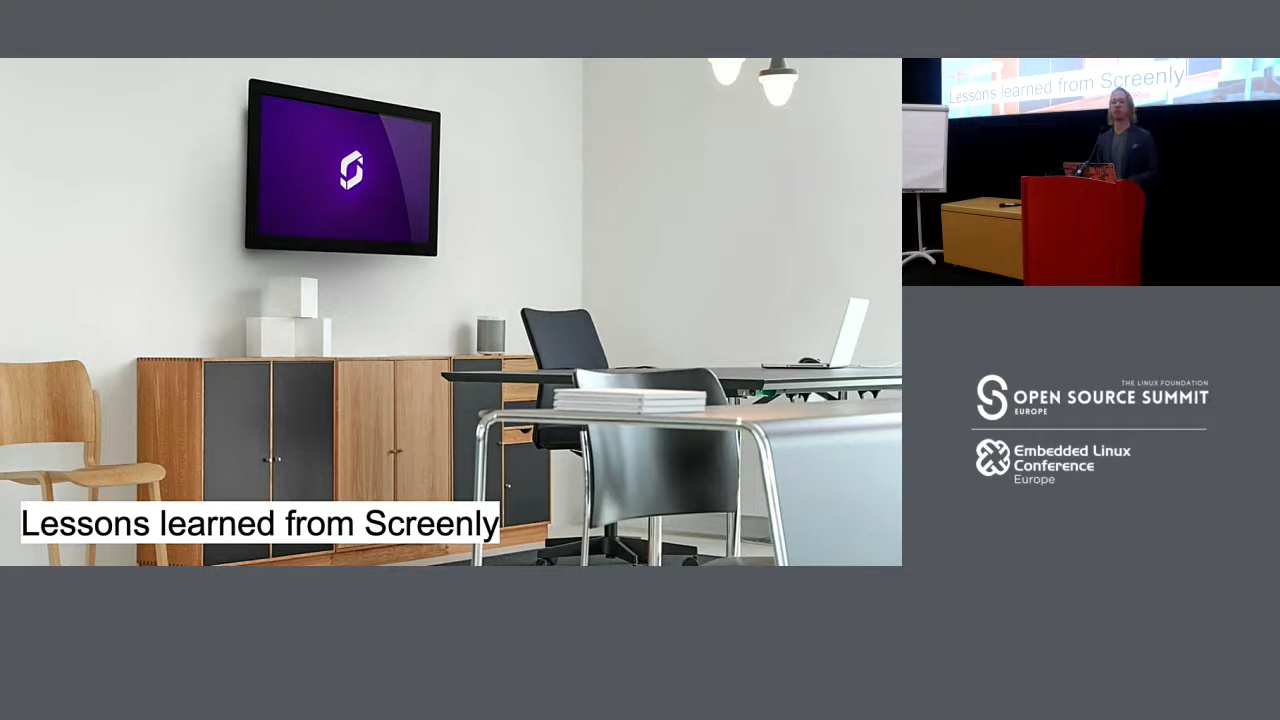 Lessons learned from Screenly
Lessons learned from Screenly
THE LINUX FOUNDATION
OPEN SOURCE SUMMIT
EUROPE
Embedded Linux
Conference
Europe